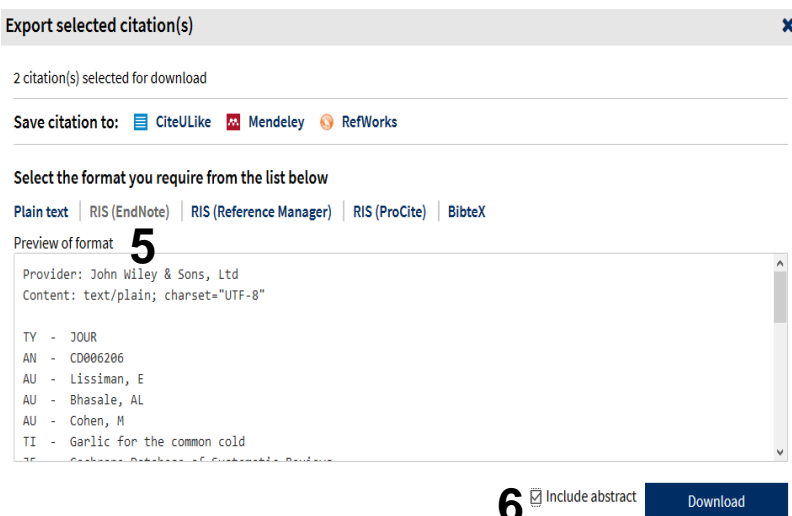 Export selected citation(s) ×
2 citation(s) selected for download
Save citation to: CiteULike Mendeley RefWorks
Select the format you require from the list below
Plain text | RIS (EndNote) | RIS (Reference Manager) | RIS (ProCite) | BibteX
Preview of format 5
Provider: John Wiley & Sons, Ltd
Content: text/plain; charset="UTF-8"
TY - JOUR
AN - CD006206
AU - Lissiman, E
AU - Bhasale, AL
AU - Cohen, M
TI - Garlic for the common cold
6 Include abstract Download